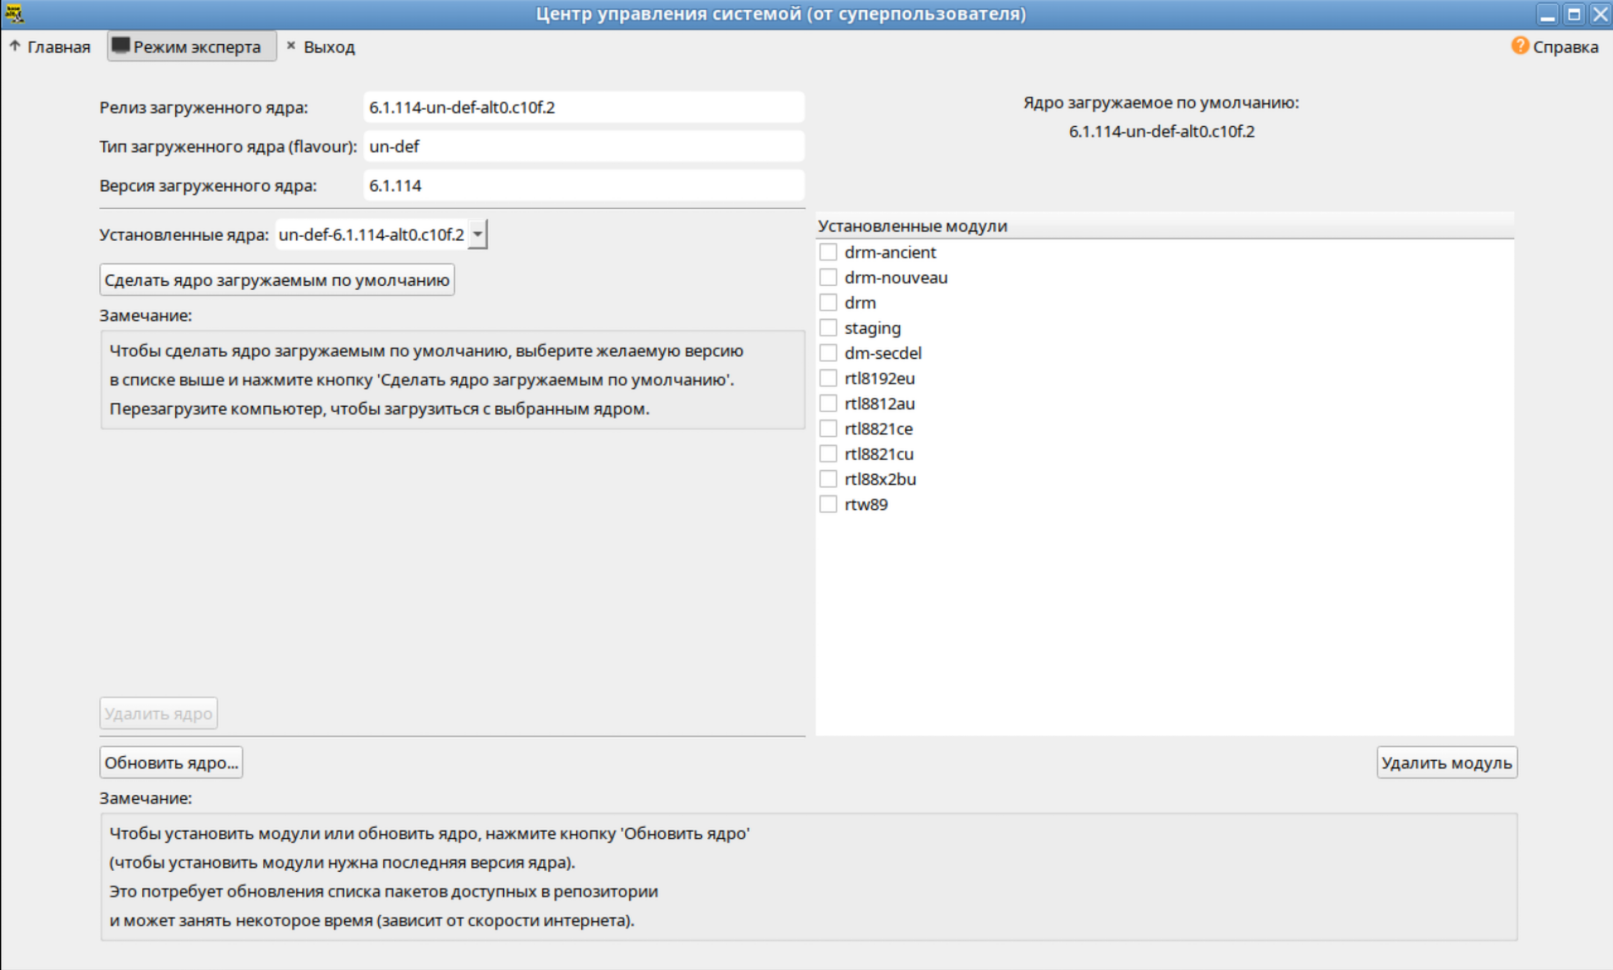 Центр управления системой (от суперпользователя)
Главная
Режим эксперта
Выход
Справка
Релиз загруженного ядра: 6.1.114-un-def-alt0.c10f.2
Тип загруженного ядра (flavour): un-def
Версия загруженного ядра: 6.1.114
Ядро загружаемое по умолчанию:
6.1.114-un-def-alt0.c10f.2
Установленные ядра: un-def-6.1.114-alt0.c10f.2
Сделать ядро загружаемым по умолчанию
Замечание:
Чтобы сделать ядро загружаемым по умолчанию, выберите желаемую версию
в списке выше и нажмите кнопку 'Сделать ядро загружаемым по умолчанию'.
Перезагрузите компьютер, чтобы загрузиться с выбранным ядром.
Удалить ядро
Установленные модули
drm-ancient
drm-nouveau
drm
staging
dm-secdel
rtl8192eu
rtl8812au
rtl8821ce
rtl8821cu
rtl88x2bu
rtw89
Обновить ядро...
Удалить модуль
Замечание:
Чтобы установить модули или обновить ядро, нажмите кнопку 'Обновить ядро'
(чтобы установить модули нужна последняя версия ядра).
Это потребует обновления списка пакетов доступных в репозитории
и может занять некоторое время (зависит от скорости интернета).